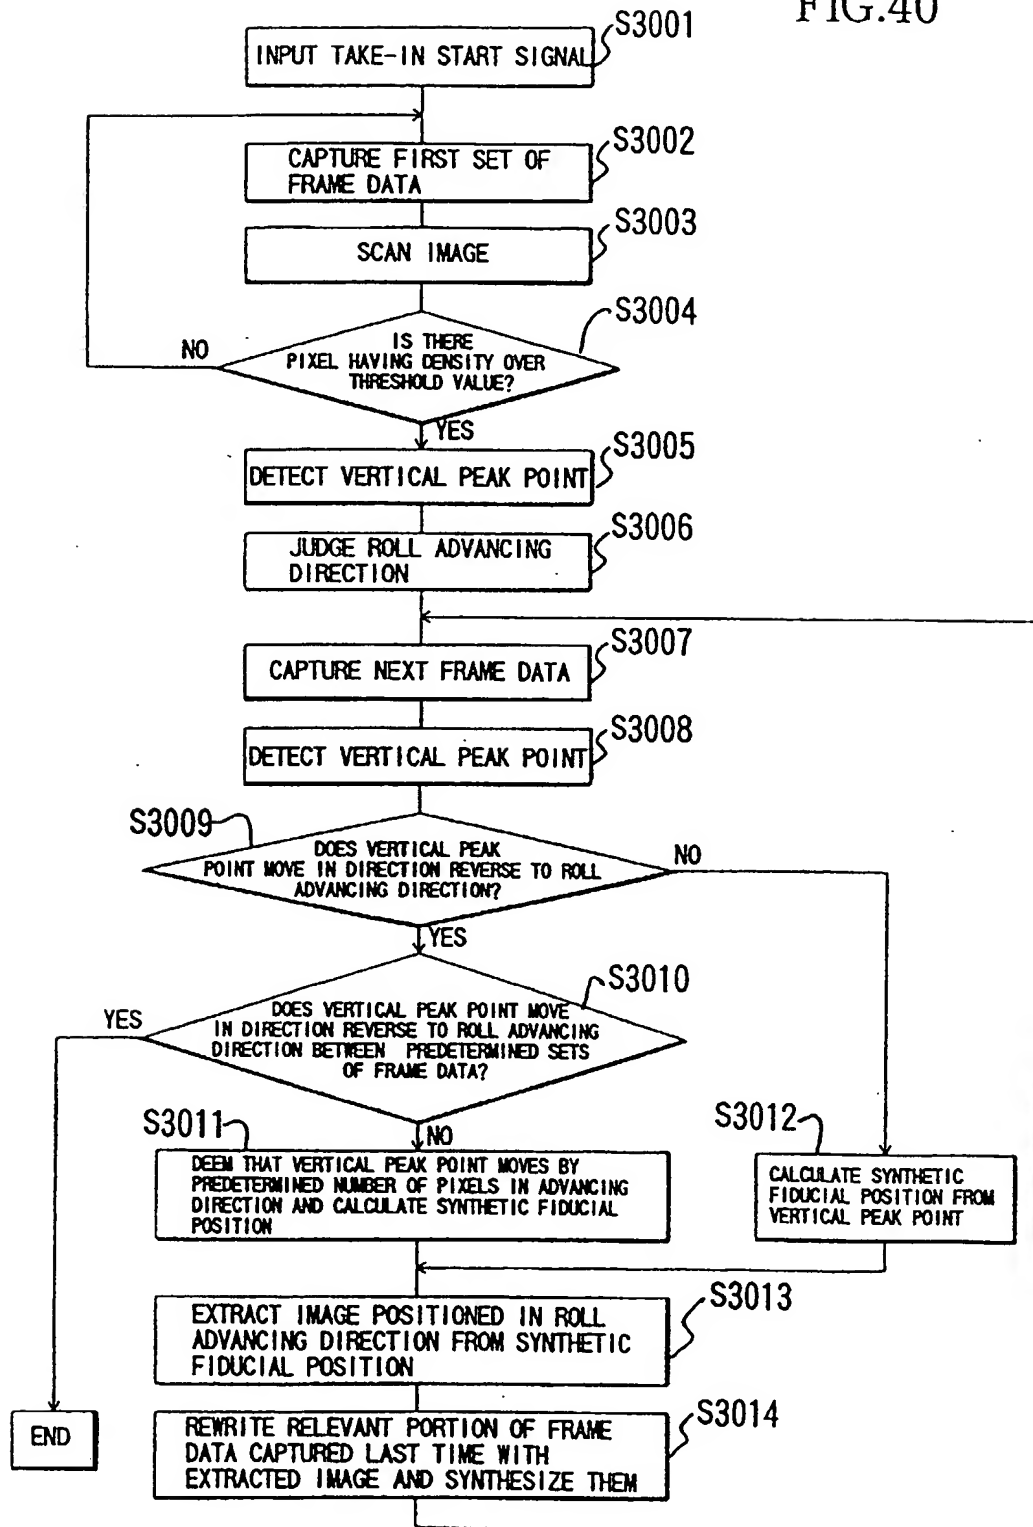 FIG.40
S3001
INPUT TAKE-IN START SIGNAL
S3002
CAPTURE FIRST SET OF
FRAME DATA
S3003
SCAN IMAGE
S3004
IS THERE
PIXEL HAVING DENSITY OVER
THRESHOLD VALUE?
NO
YES
S3005
DETECT VERTICAL PEAK POINT
S3006
JUDGE ROLL ADVANCING
DIRECTION
S3007
CAPTURE NEXT FRAME DATA
S3008
DETECT VERTICAL PEAK POINT
S3009
DOES VERTICAL PEAK
POINT MOVE IN DIRECTION REVERSE TO ROLL
ADVANCING DIRECTION?
NO
YES
S3010
DOES VERTICAL PEAK POINT MOVE
IN DIRECTION REVERSE TO ROLL ADVANCING
DIRECTION BETWEEN PREDETERMINED SETS
OF FRAME DATA?
YES
NO
S3011
DEEM THAT VERTICAL PEAK POINT MOVES BY
PREDETERMINED NUMBER OF PIXELS IN ADVANCING
DIRECTION AND CALCULATE SYNTHETIC FIDUCIAL
POSITION
S3012
CALCULATE SYNTHETIC
FIDUCIAL POSITION FROM
VERTICAL PEAK POINT
S3013
EXTRACT IMAGE POSITIONED IN ROLL
ADVANCING DIRECTION FROM SYNTHETIC
FIDUCIAL POSITION
S3014
REWRITE RELEVANT PORTION OF FRAME
DATA CAPTURED LAST TIME WITH
EXTRACTED IMAGE AND SYNTHESIZE THEM
END